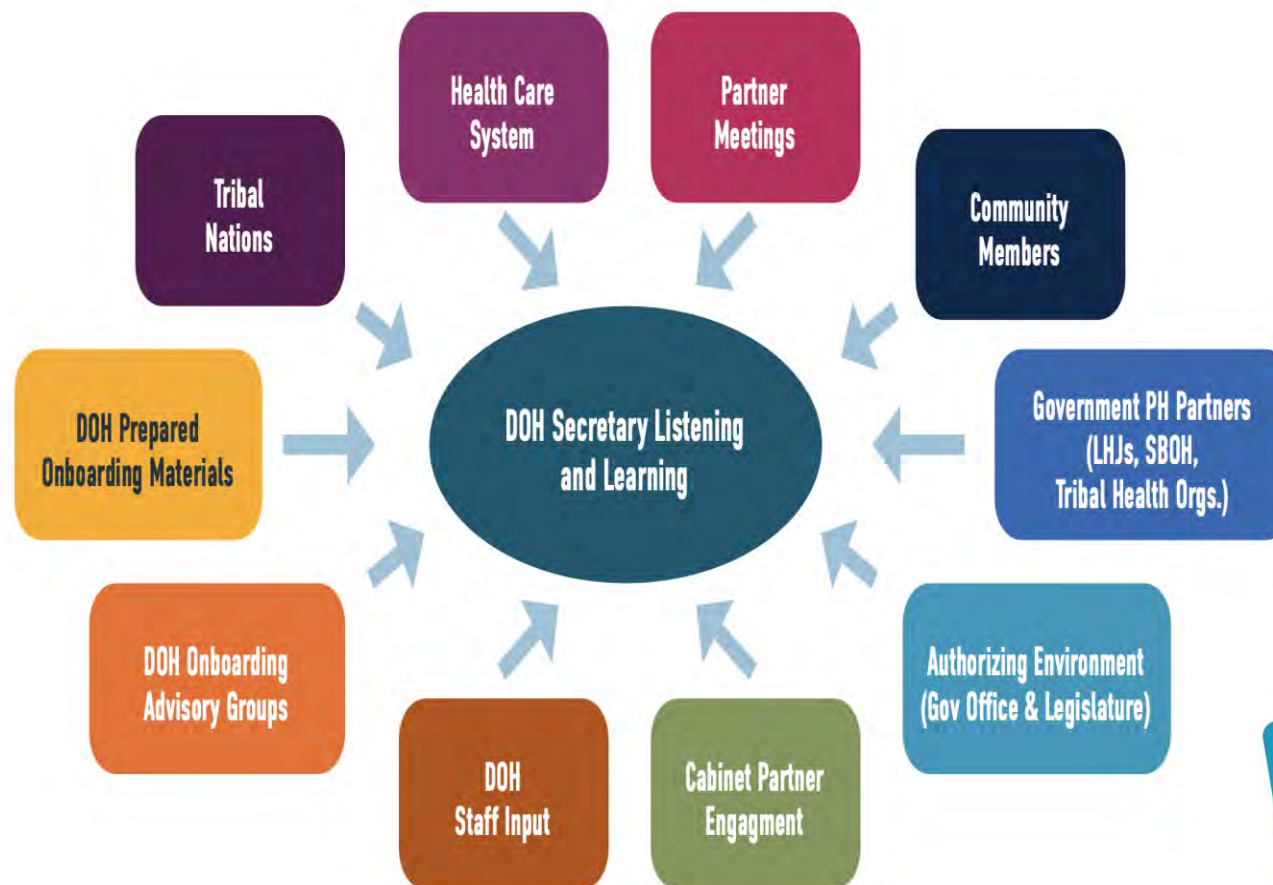 Health Care
System
Partner
Meetings
Tribal
Nations
Community
Members
DOH Prepared
Onboarding Materials
DOH Secretary Listening
and Learning
Government PH Partners
(LHJs, SBOH,
Tribal Health Orgs.)
DOH Onboarding
Advisory Groups
Authorizing Environment
(Gov Office & Legislature)
DOH
Staff Input
Cabinet Partner
Engagment